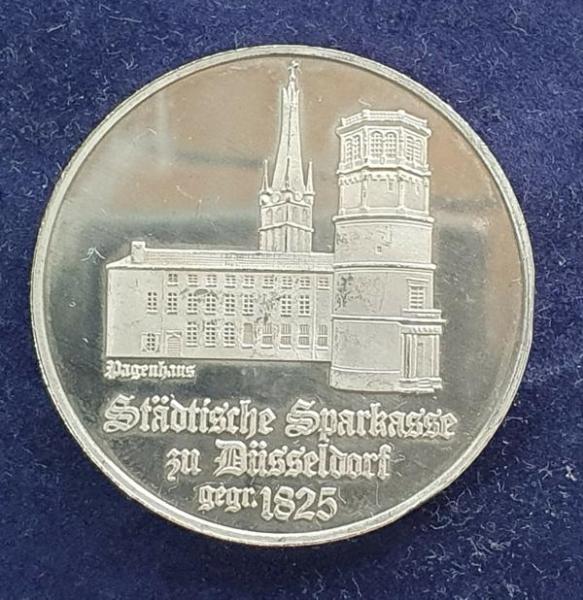 Pagenhaus
Städtische Sparkasse
zu Düsseldorf
gegr. 1825